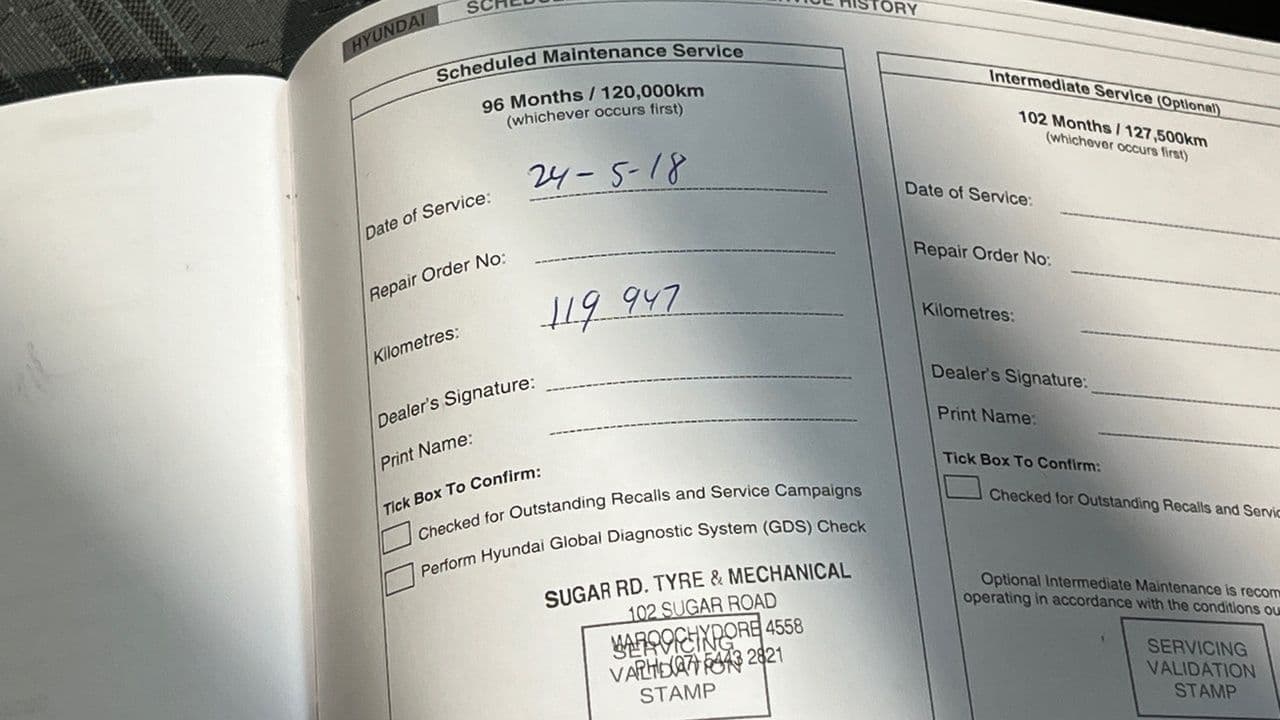 HYUNDAI
HISTORY
Scheduled Maintenance Service
96 Months / 120,000km
(whichever occurs first)
Date of Service: 24-5-18
Repair Order No:
Kilometres: 119 947
Dealer's Signature:
Print Name:
Tick Box To Confirm:
Checked for Outstanding Recalls and Service Campaigns
Perform Hyundai Global Diagnostic System (GDS) Check
SUGAR RD. TYRE & MECHANICAL
102 SUGAR ROAD
MAROOCHYDORE 4558
SERVICING
PH: (07) 5443 2821
VALIDATION
STAMP
Intermediate Service (Optional)
102 Months / 127,500km
(whichever occurs first)
Date of Service:
Repair Order No:
Kilometres:
Dealer's Signature:
Print Name:
Tick Box To Confirm:
Checked for Outstanding Recalls and
Optional Intermediate Maintenance is
operating in accordance with the conditions
SERVICING
VALIDATION
STAMP